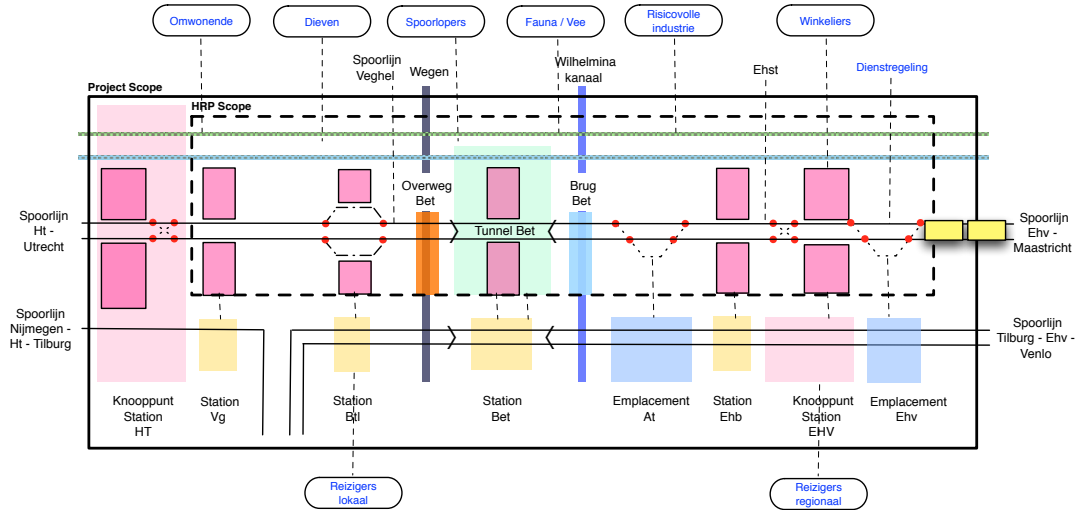 Omwonende
Dieven
Spoorlopers
Fauna / Vee
Risicovolle
industrie
Winkeliers
Spoorlijn
Veghel
Wegen
Wilhelmina
kanaal
Ehst
Dienstregeling
Project Scope
HRP Scope
Overweg
Bet
Brug
Bet
Tunnel Bet
Spoorlijn
Ht -
Utrecht
Spoorlijn
Ehv -
Maastricht
Spoorlijn
Nijmegen -
Ht - Tilburg
Spoorlijn
Tilburg - Ehv -
Venlo
Knooppunt
Station
HT
Station
Vg
Station
Btl
Station
Bet
Emplacement
At
Station
Ehb
Knooppunt
Station
EHV
Emplacement
Ehv
Reizigers
lokaal
Reizigers
regionaal